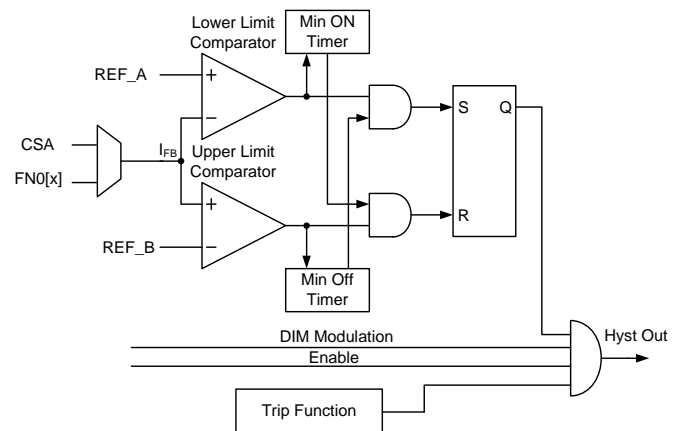 Lower Limit
Comparator
Min ON
Timer
REF_A
+
−
S
Q
CSA
IFB
FN0[x]
Upper Limit
Comparator
+
−
R
REF_B
Min Off
Timer
DIM Modulation
Hyst Out
Enable
Trip Function